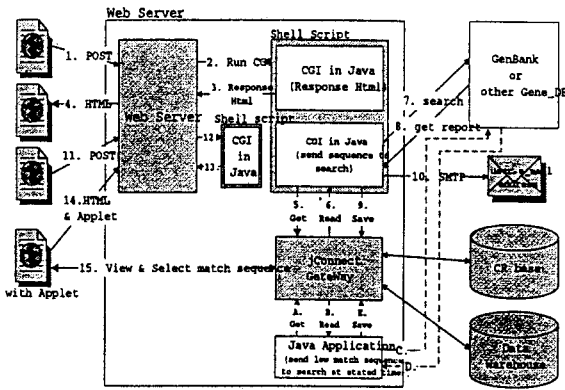 Web Server
Shell Script
1. POST
2. Run CGI
CGI in Java
(Response Html)
GenBank
or
other Gene_DB
3. Response
Html
4. HTML
7. search
Web Server
Shell script
8. get report
11. POST
12
CGI
in
Java
13
CGI in Java
(send sequence to
search)
10. SMTP
14.HTML
& Applet
5.
Get
6.
Read
9.
Save
15. View & Select match sequence
jConnect
GateWay
CR base
with Applet
A.
Get
B.
Read
E.
Save
Java Application
C.
(send low match sequence
to search at stated time)
D.
Data
Warehouse